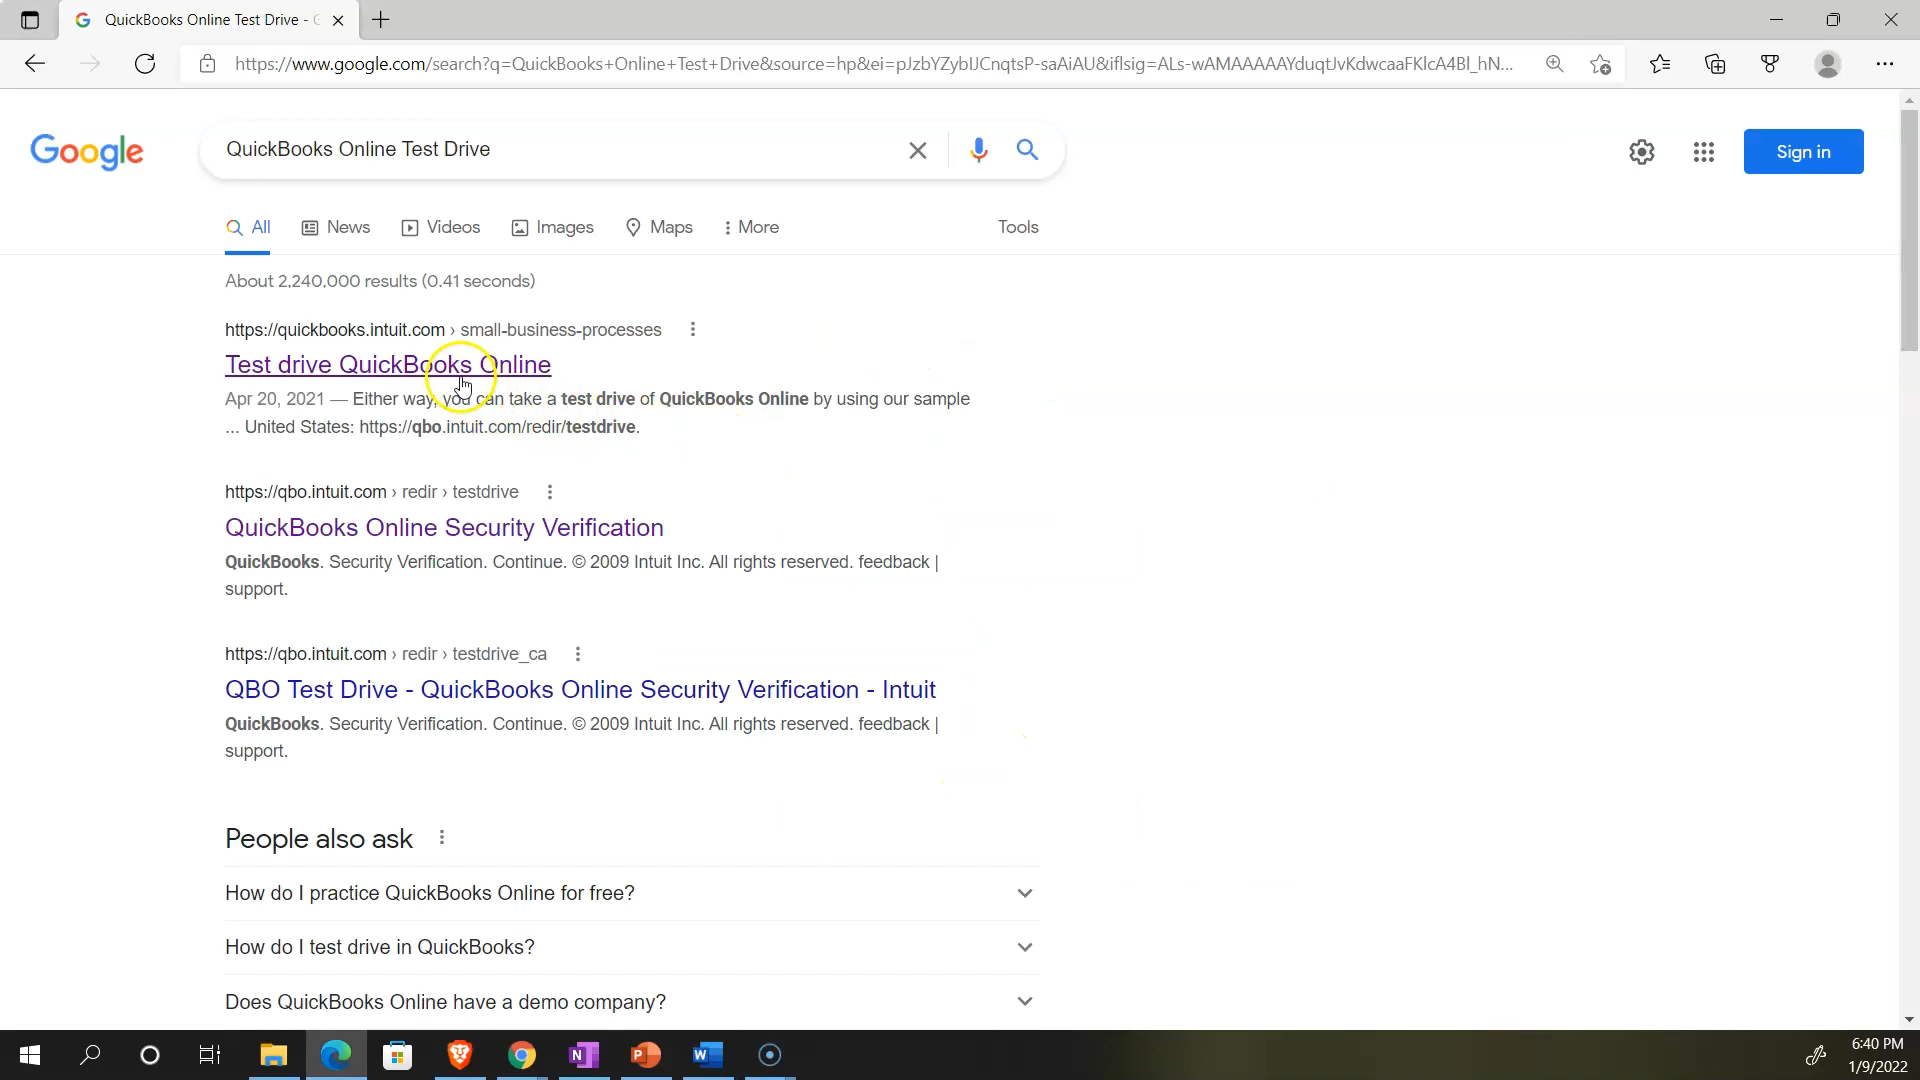 QuickBooks Online Test Drive - G
https://www.google.com/search?q=QuickBooks+Online+Test+Drive&source=hp&ei=pJzbYZybIJCnqtsP-saAiAU&iflsig=ALs-wAMAAAAAYduqtJvKdwcaaFKlcA4Bl_hN...
Google
QuickBooks Online Test Drive
Sign in
All News Videos Images Maps More Tools
About 2,240,000 results (0.41 seconds)
https://quickbooks.intuit.com › small-business-processes
Test drive QuickBooks Online
Apr 20, 2021 — Either way, you can take a test drive of QuickBooks Online by using our sample
... United States: https://qbo.intuit.com/redir/testdrive.
https://qbo.intuit.com › redir › testdrive
QuickBooks Online Security Verification
QuickBooks. Security Verification. Continue. © 2009 Intuit Inc. All rights reserved. feedback |
support.
https://qbo.intuit.com › redir › testdrive_ca
QBO Test Drive - QuickBooks Online Security Verification - Intuit
QuickBooks. Security Verification. Continue. © 2009 Intuit Inc. All rights reserved. feedback |
support.
People also ask
How do I practice QuickBooks Online for free?
How do I test drive in QuickBooks?
Does QuickBooks Online have a demo company?
6:40 PM
1/9/2022